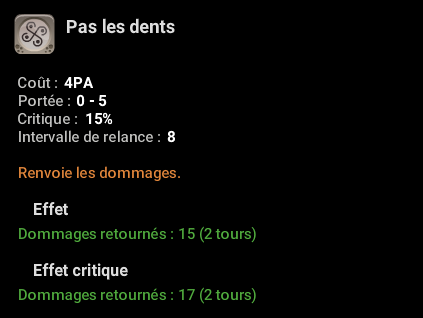 Pas les dents
Coût : 4PA
Portée : 0 - 5
Critique : 15%
Intervalle de relance : 8
Renvoie les dommages.
Effet
Dommages retournés : 15 (2 tours)
Effet critique
Dommages retournés : 17 (2 tours)